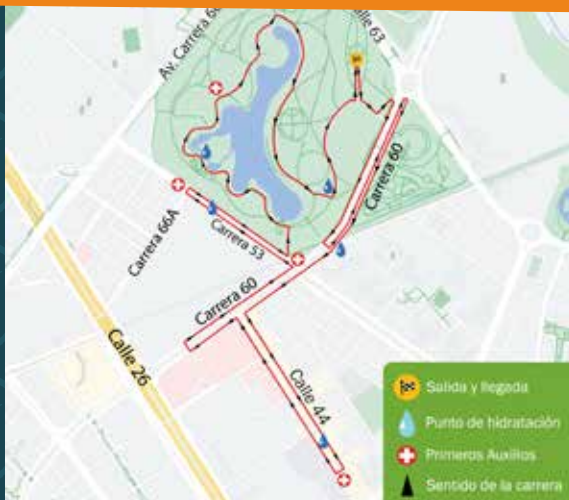 Av. Carrera 68
Calle 63
Carrera 60
Carrera 66A
Carrera 53
Carrera 60
Calle 26
Calle 44
Salida y llegada
Punto de hidratación
Primeros Auxilios
Sentido de la carrera